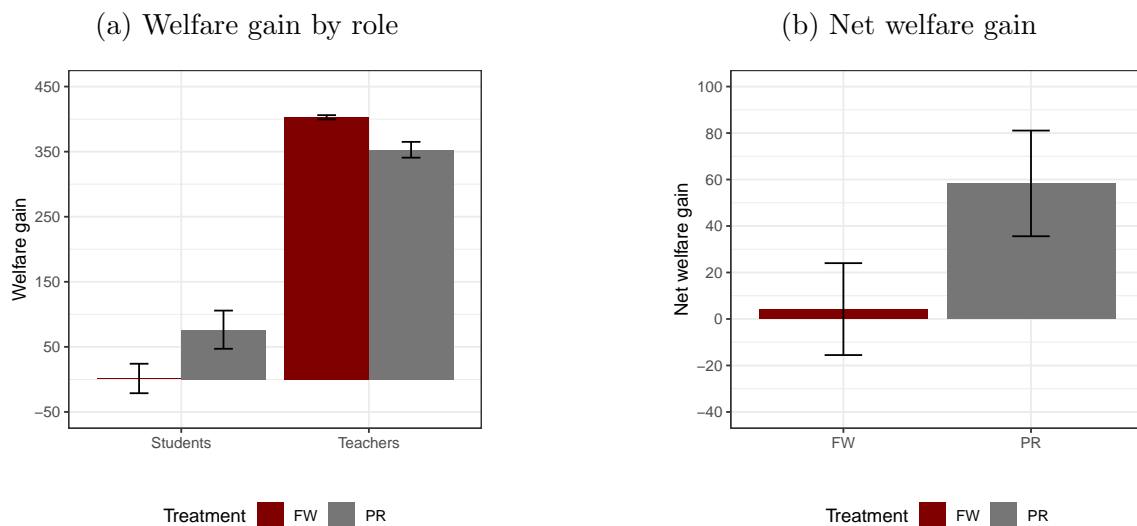 (a) Welfare gain by role
Welfare gain
450
350
250
150
50
−50
Students Teachers
Treatment FW PR
(b) Net welfare gain
Net welfare gain
100
80
60
40
20
0
−20
−40
FW PR
Treatment FW PR